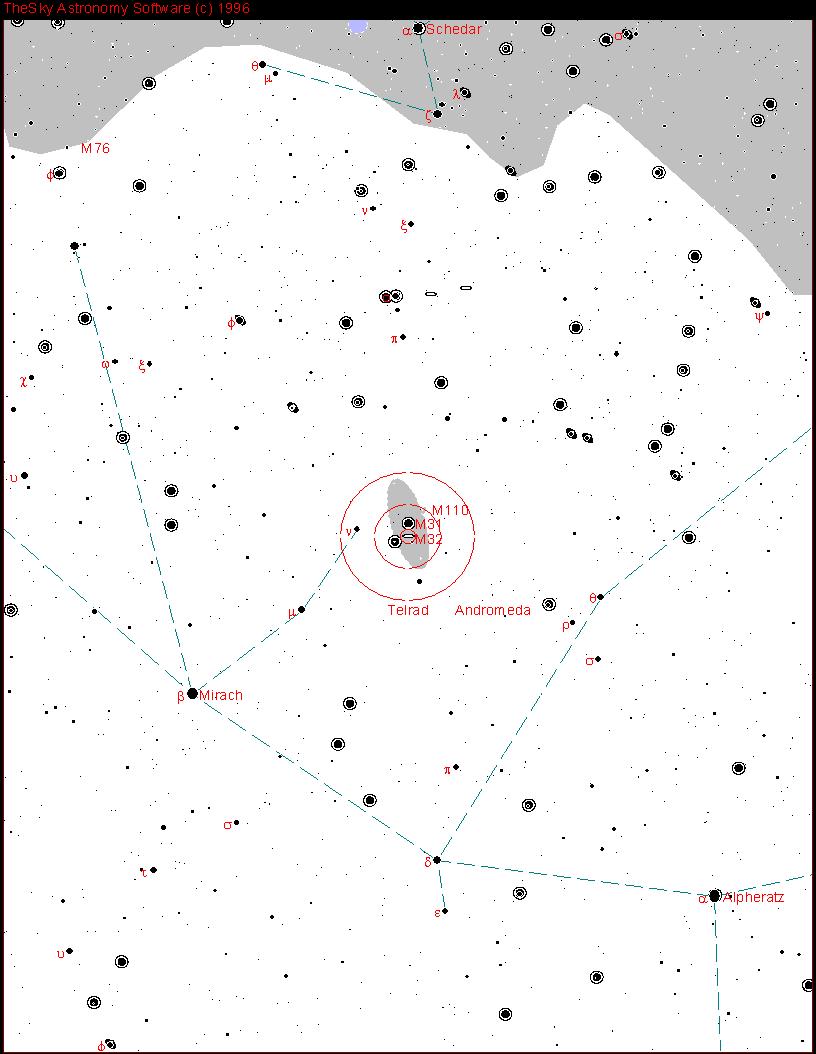 TheSky Astronomy Software (c) 1996
α Schedar
σ
θ
μ
χ
ζ
M76
φ
ν
ξ
ψ
φ
π
ω
ξ
χ
υ
M110
ν
M31
M32
μ
Telrad
Andromeda
θ
ρ
σ
β Mirach
π
σ
δ
τ
α Alpheratz
ε
υ
φ